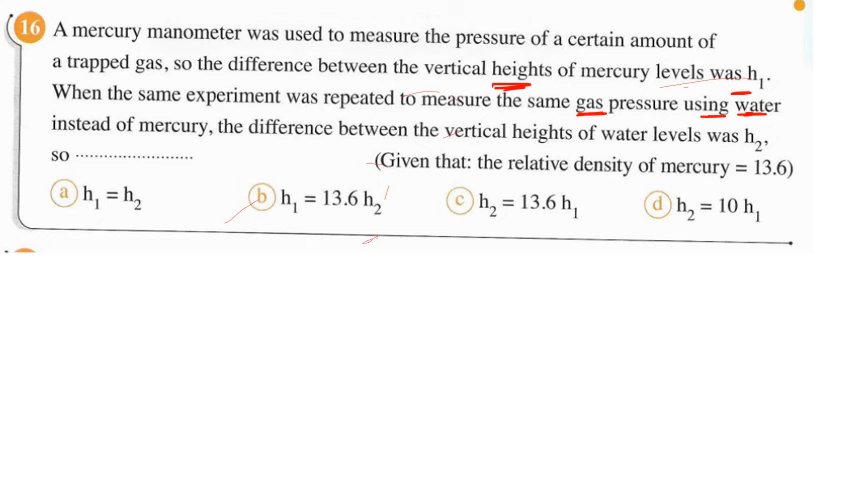 16 A mercury manometer was used to measure the pressure of a certain amount of
a trapped gas, so the difference between the vertical heights of mercury levels was h₁.
When the same experiment was repeated to measure the same gas pressure using water
instead of mercury, the difference between the vertical heights of water levels was h₂,
so ........................... (Given that: the relative density of mercury = 13.6)
a h₁ = h₂ b h₁ = 13.6 h₂ c h₂ = 13.6 h₁ d h₂ = 10 h₁